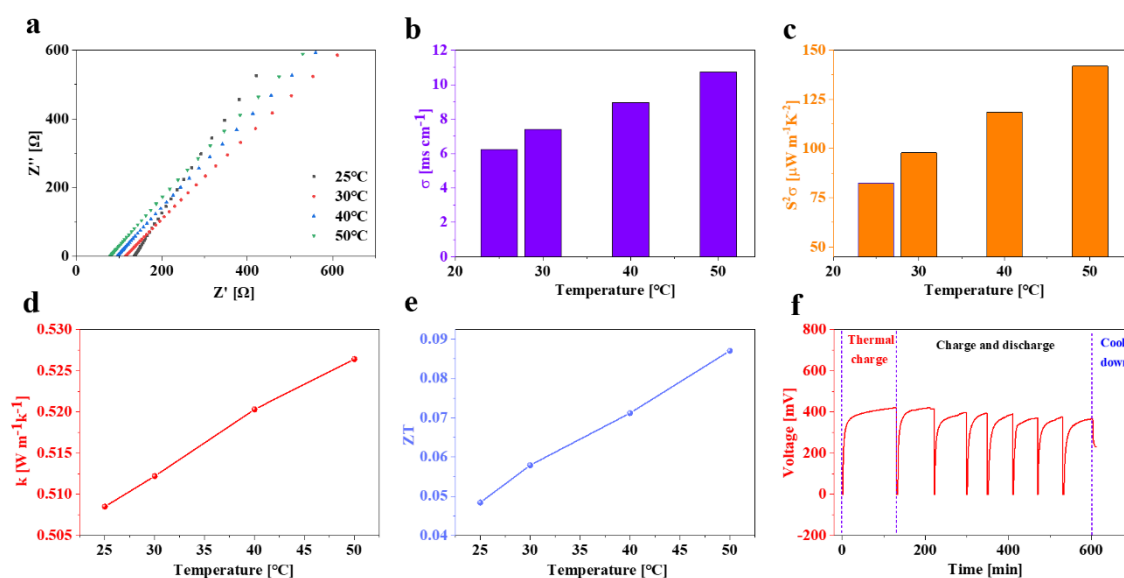 a
600
400
200
0
Z'' [Ω]
0
200
400
600
Z' [Ω]
25℃
30℃
40℃
50℃
b
12
10
8
6
4
2
0
σ [ms cm⁻¹]
20
30
40
50
Temperature [℃]
c
150
125
100
75
50
S²σ [μW m⁻¹K⁻²]
20
30
40
50
Temperature [℃]
d
0.530
0.525
0.520
0.515
0.510
0.505
k [W m⁻¹k⁻¹]
25
30
35
40
45
50
Temperature [℃]
e
0.09
0.08
0.07
0.06
0.05
0.04
ZT
25
30
35
40
45
50
Temperature [℃]
f
800
600
400
200
0
-200
Voltage [mV]
Thermal
charge
Charge and discharge
Cool
down
0
200
400
600
Time [min]